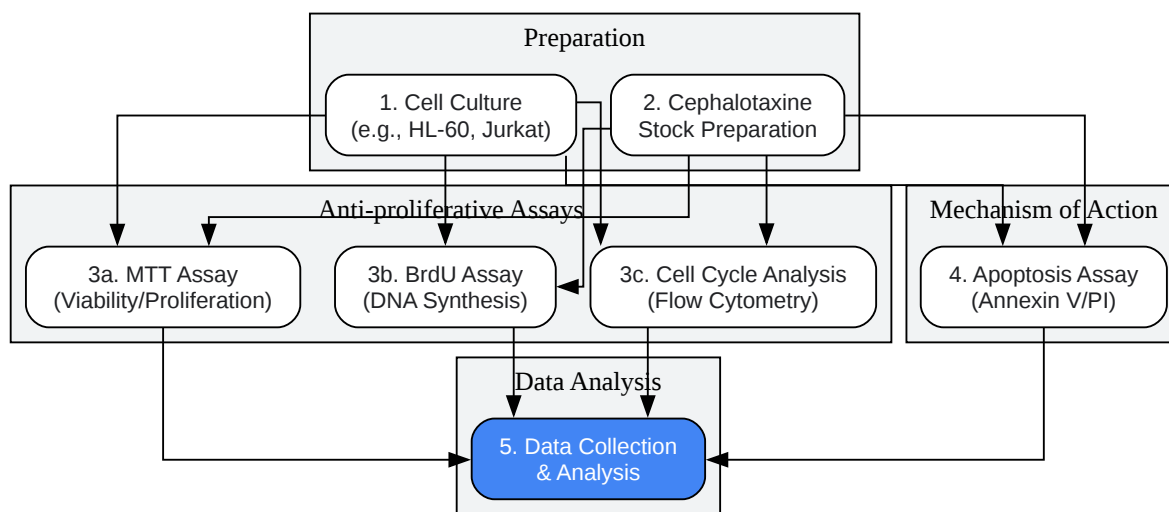 Preparation
1. Cell Culture
(e.g., HL-60, Jurkat)
2. Cephalotaxine
Stock Preparation
Anti-proliferative Assays
3a. MTT Assay
(Viability/Proliferation)
3b. BrdU Assay
(DNA Synthesis)
3c. Cell Cycle Analysis
(Flow Cytometry)
Mechanism of Action
4. Apoptosis Assay
(Annexin V/PI)
Data Analysis
5. Data Collection
& Analysis